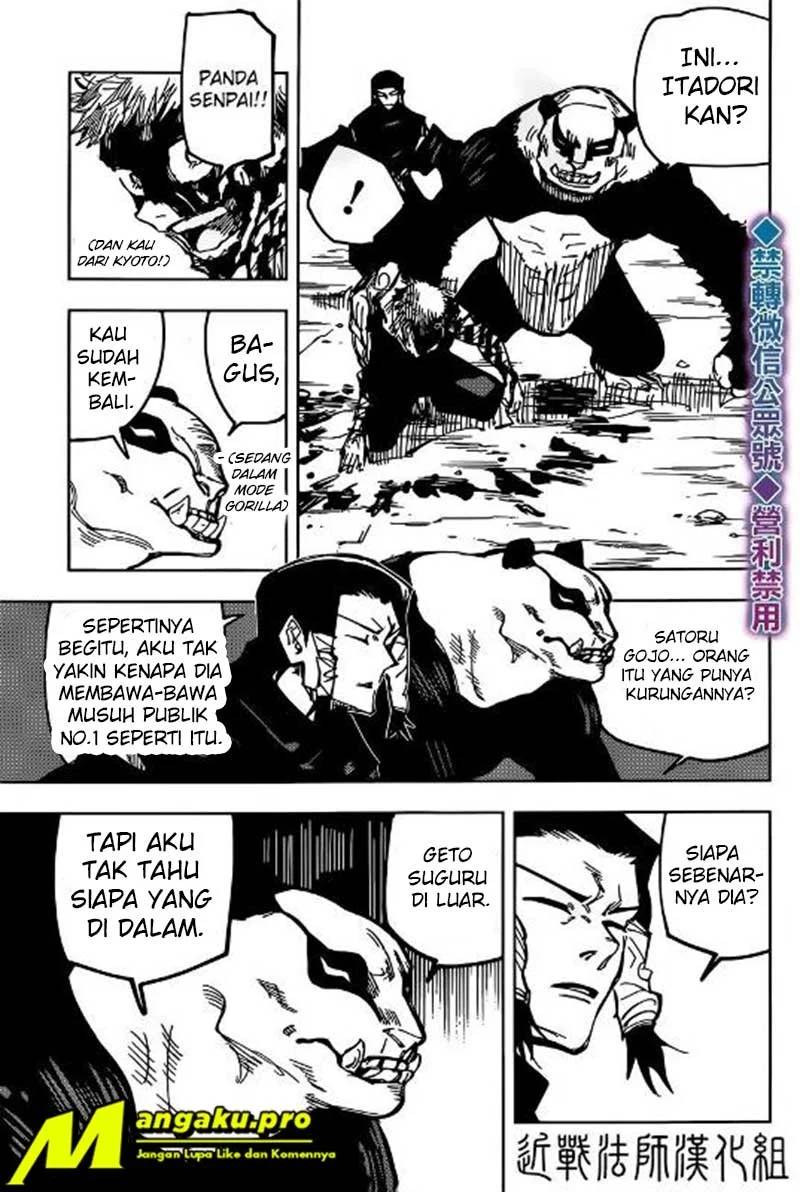 INI...
ITADORI
KAN?
!
PANDA
SENPAI!!
(DAN KAU
DARI KYOTO!)
BA-
GUS,
KAU
SUDAH
KEM-
BALI.
- (SEDANG
DALAM
MODE
GORILLA)
SATORU
GOJO... ORANG
ITU YANG PUNYA
KURUNGANNYA?
SEPERTINYA
BEGITU, AKU TAK
YAKIN KENAPA DIA
MEMBAWA-BAWA
MUSUH PUBLIK
NO.1 SEPERTI ITU.
SIAPA
SEBENAR-
NYA DIA?
GETO
SUGURU
DI LUAR.
TAPI AKU
TAK TAHU
SIAPA YANG
DI DALAM.
◆禁轉微信公眾號◆營利禁用
Mangaku.pro
Jangan Lupa Like dan Komennya
近戰法師漢化組